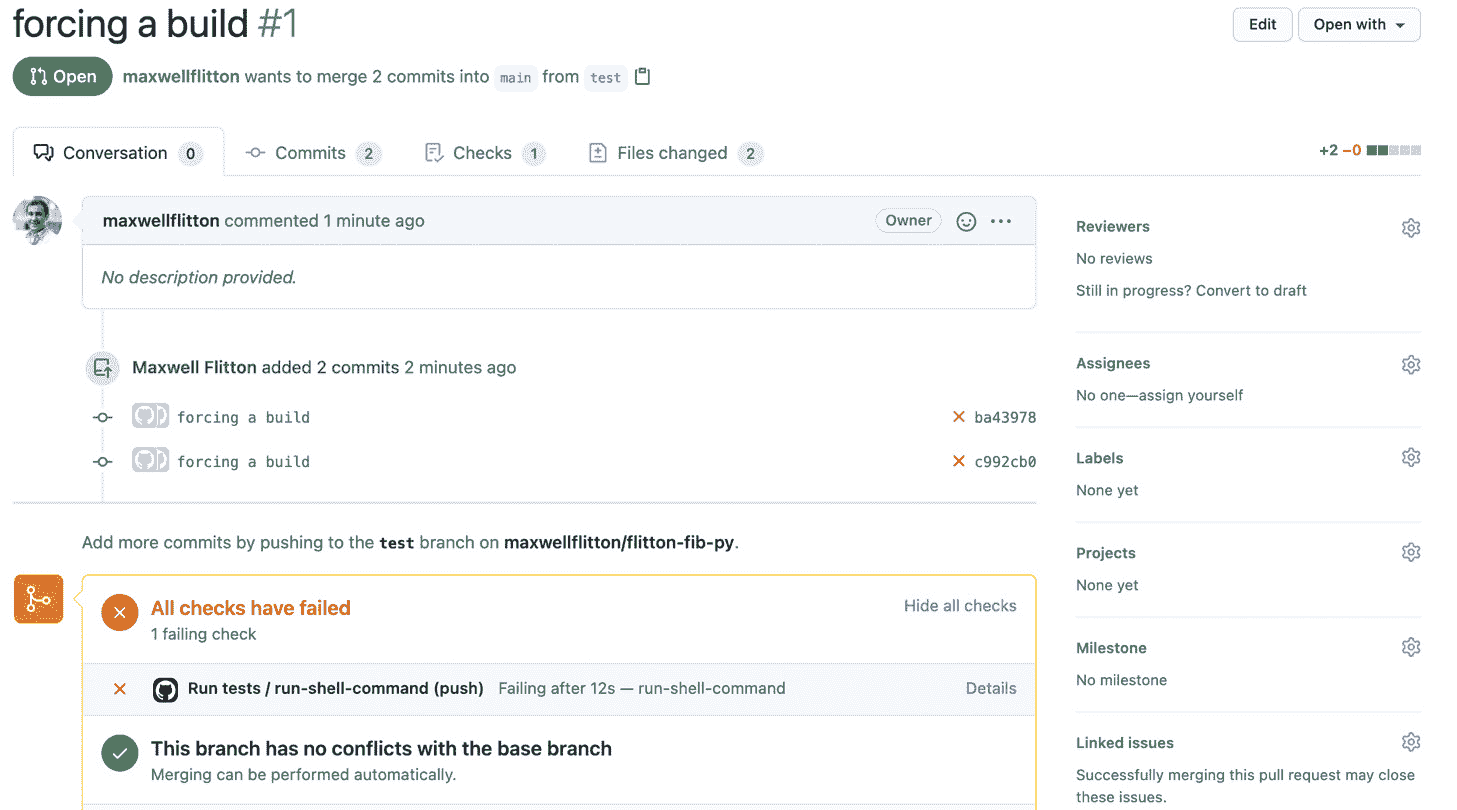 forcing a build #1
Edit
Open with
Open
maxwellflitton wants to merge 2 commits into main from test
Conversation 0
Commits 2
Checks 1
Files changed 2
+2 −0
maxwellflitton commented 1 minute ago
Owner
No description provided.
Maxwell Flitton added 2 commits 2 minutes ago
forcing a build
ba43978
forcing a build
c992cb0
Add more commits by pushing to the test branch on maxwellflitton/flitton-fib-py.
All checks have failed
Hide all checks
1 failing check
Run tests / run-shell-command (push) Failing after 12s — run-shell-command
Details
This branch has no conflicts with the base branch
Merging can be performed automatically.
Reviewers
No reviews
Still in progress? Convert to draft
Assignees
No one—assign yourself
Labels
None yet
Projects
None yet
Milestone
No milestone
Linked issues
Successfully merging this pull request may close
these issues.